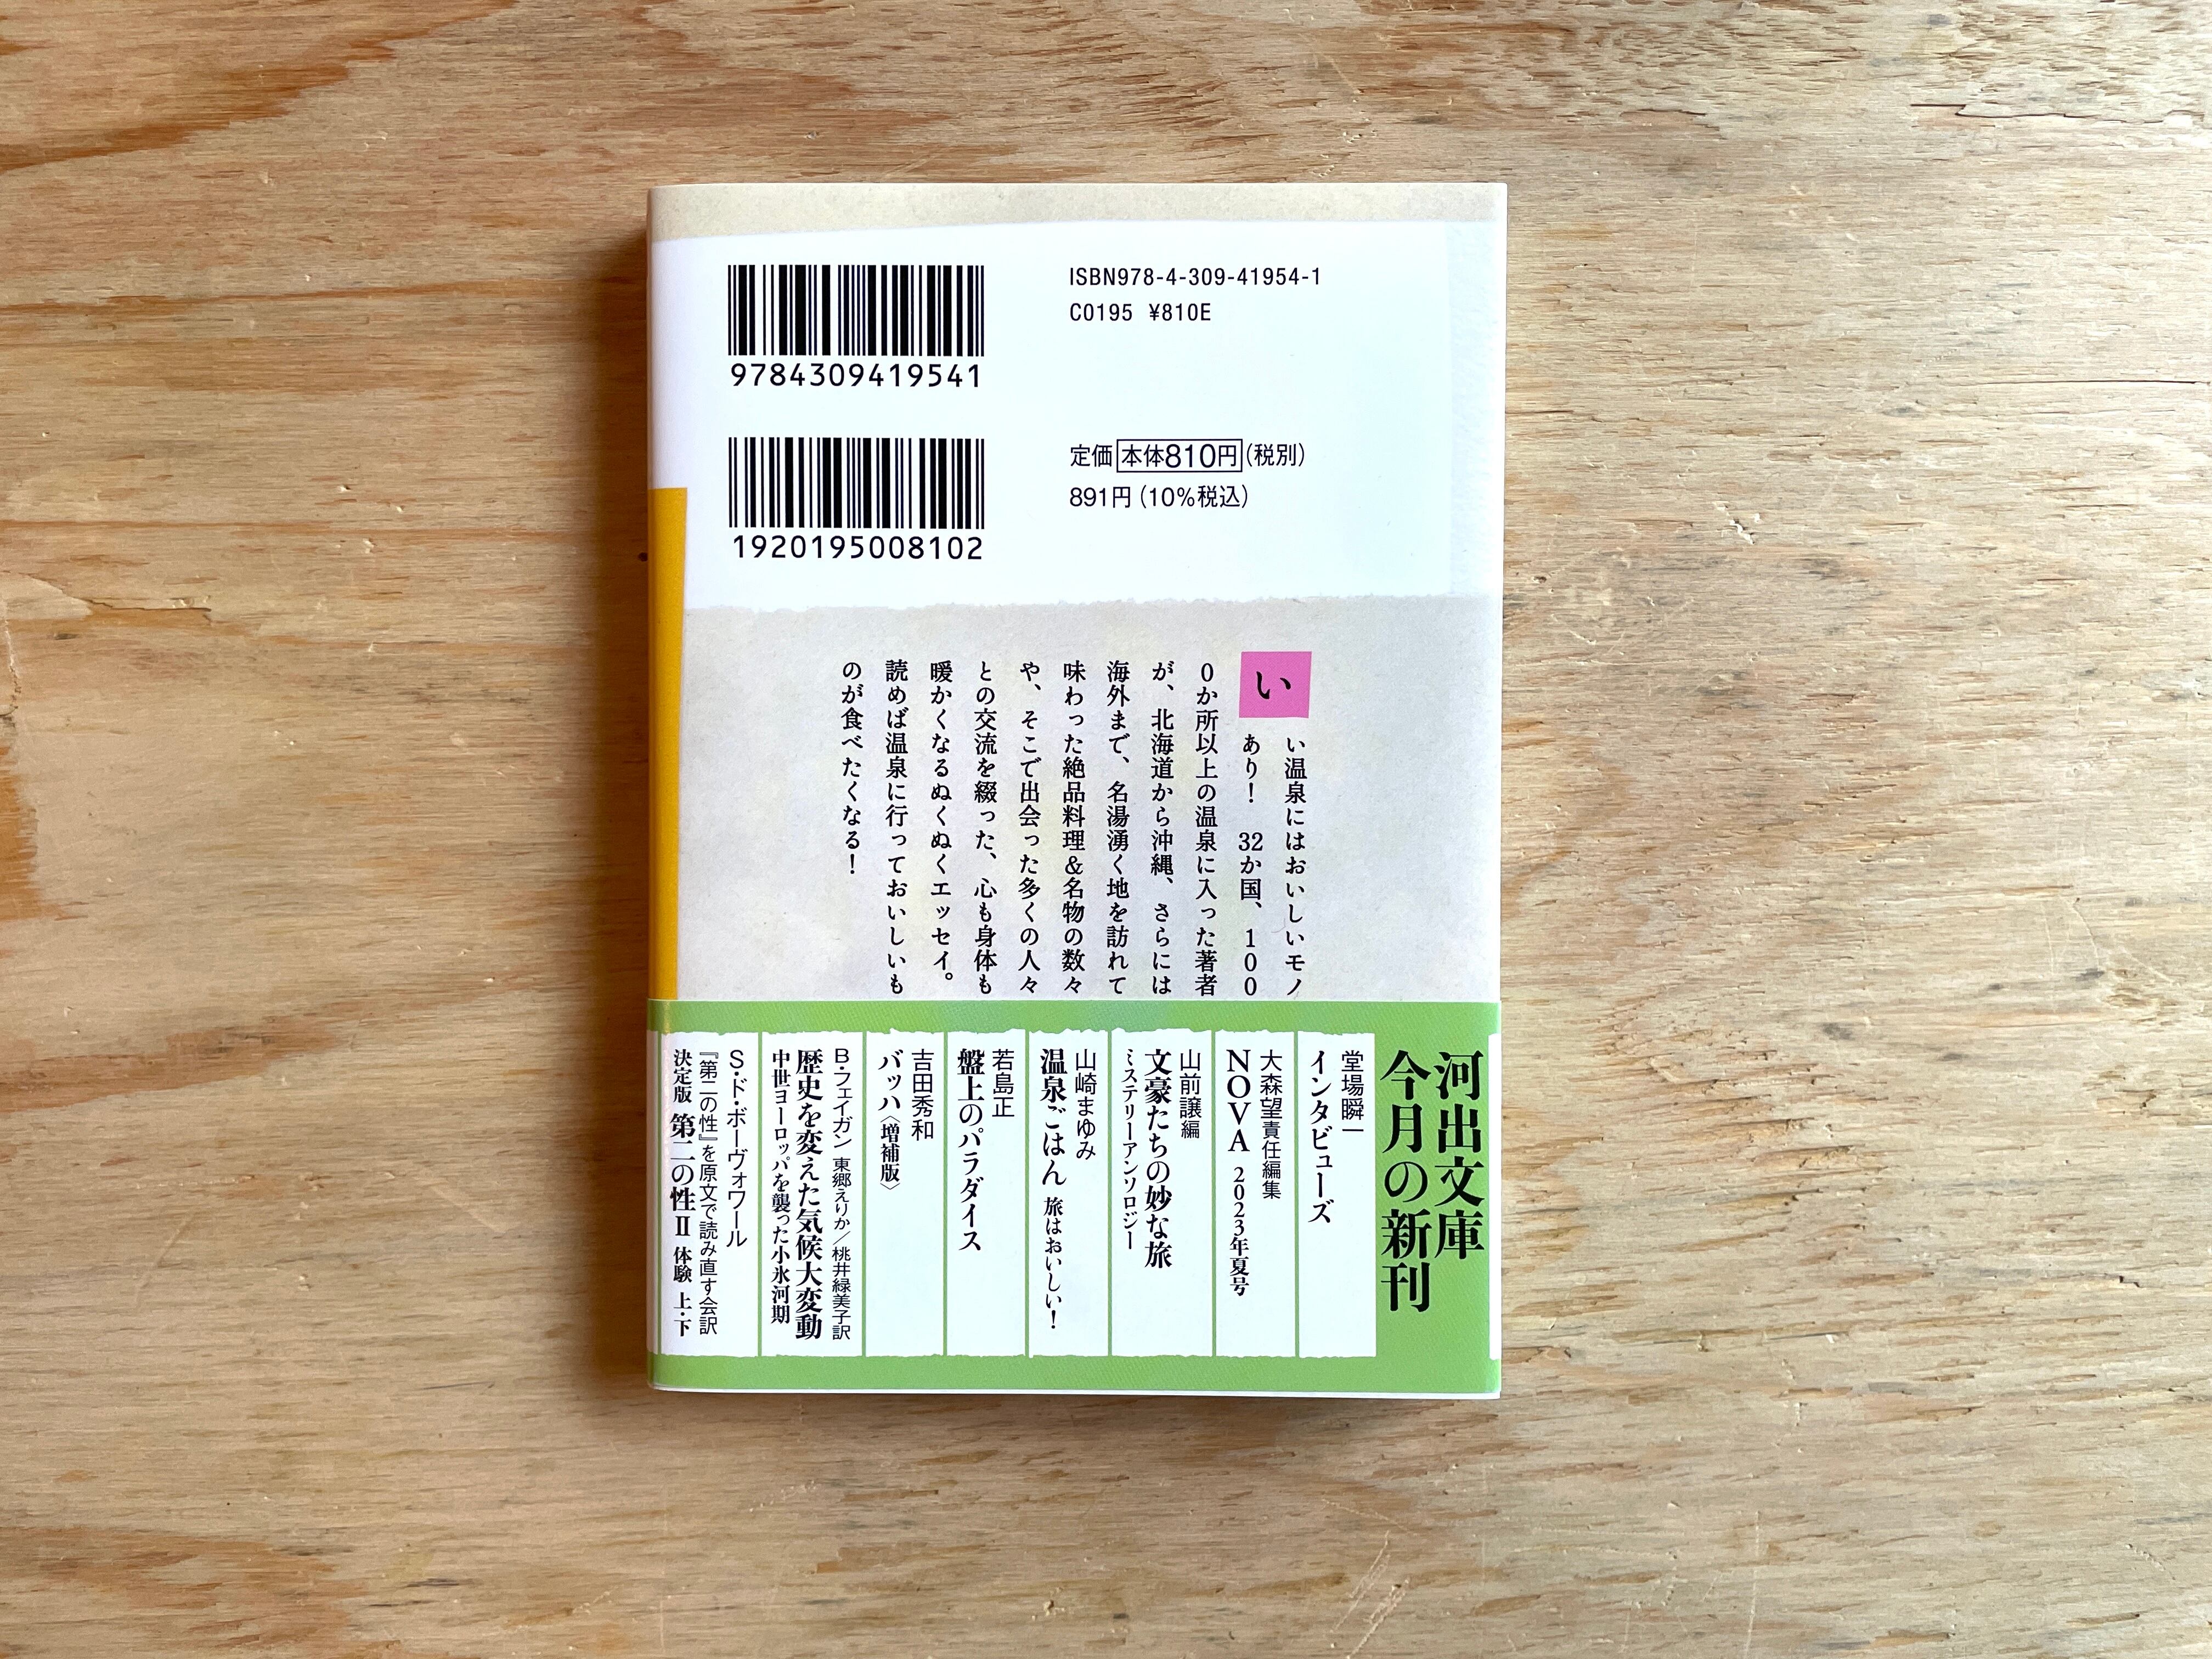 ISBN978-4-309-41954-1
C0195 ¥810E
9784309419541
定価本体810円(税別)
891円(10%税込)
1920195008102
い
い温泉にはおいしいモノ
あり! 32か国、100
0か所以上の温泉に入った著者
が、北海道から沖縄、さらには
海外まで、名湯湧く地を訪れて
味わった絶品料理&名物の数々
や、そこで出会った多くの人々
との交流を綴った、心も身体も
暖かくなるぬくぬくエッセイ。
読めば温泉に行っておいしいも
のが食べたくなる!
河出文庫
今月の新刊
堂場瞬一
インタビューズ
大森望責任編集
NOVA 2023年夏号
山前譲編
文豪たちの妙な旅
ミステリーアンソロジー
山崎まゆみ
温泉ごはん 旅はおいしい!
若島正
盤上のパラダイス
吉田秀和
バッハ〈増補版〉
B・フェイガン 東郷えりか/桃井緑美子訳
歴史を変えた気候大変動
中世ヨーロッパを襲った小氷河期
S・ド・ボーヴォワール
『第二の性』を原文で読み直す会訳
決定版 第二の性II 体験 上・下